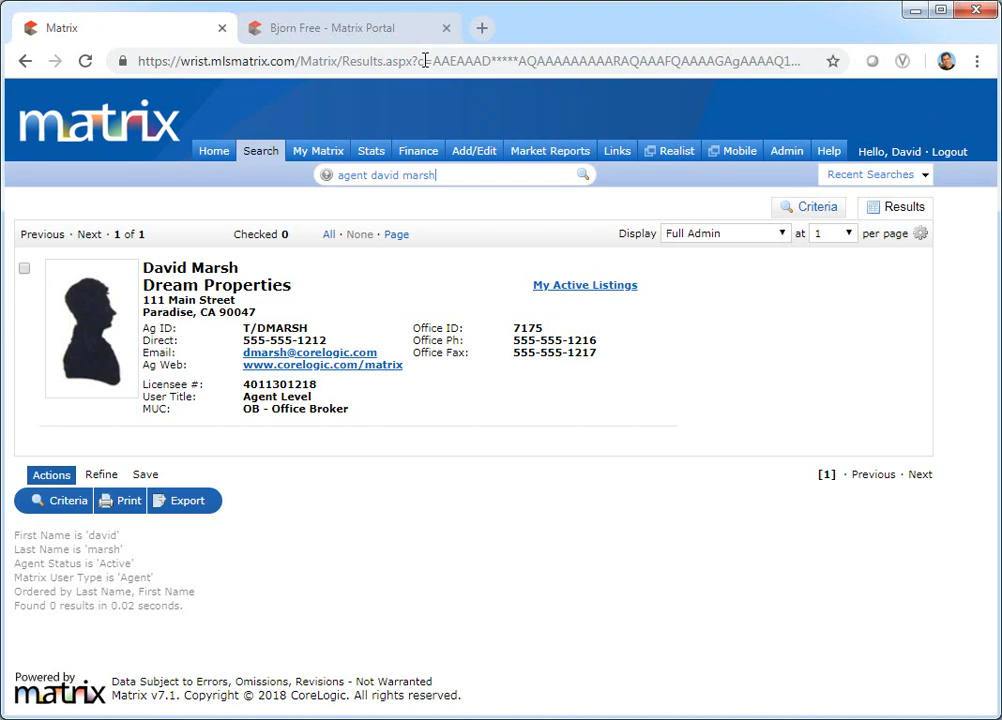 Matrix
Bjorn Free - Matrix Portal
https://wrist.mlsmatrix.com/Matrix/Results.aspx?c=AAEAAAD*****AQAAAAAAAAARAQAAAFQAAAAGAgAAAAQ1...
matrix
Home Search My Matrix Stats Finance Add/Edit Market Reports Links Realist Mobile Admin Help Hello, David · Logout
agent david marsh
Recent Searches
Criteria Results
Previous · Next · 1 of 1 Checked 0 All · None · Page Display Full Admin at 1 per page
David Marsh
Dream Properties My Active Listings
111 Main Street
Paradise, CA 90047
Ag ID: T/DMARSH Office ID: 7175
Direct: 555-555-1212 Office Ph: 555-555-1216
Email: dmarsh@corelogic.com Office Fax: 555-555-1217
Ag Web: www.corelogic.com/matrix
Licensee #: 4011301218
User Title: Agent Level
MUC: OB - Office Broker
Actions Refine Save [1] · Previous · Next
Criteria Print Export
First Name is 'david'
Last Name is 'marsh'
Agent Status is 'Active'
Matrix User Type is 'Agent'
Ordered by Last Name, First Name
Found 0 results in 0.02 seconds.
Powered by
matrix
Data Subject to Errors, Omissions, Revisions - Not Warranted
Matrix v7.1. Copyright © 2018 CoreLogic. All rights reserved.